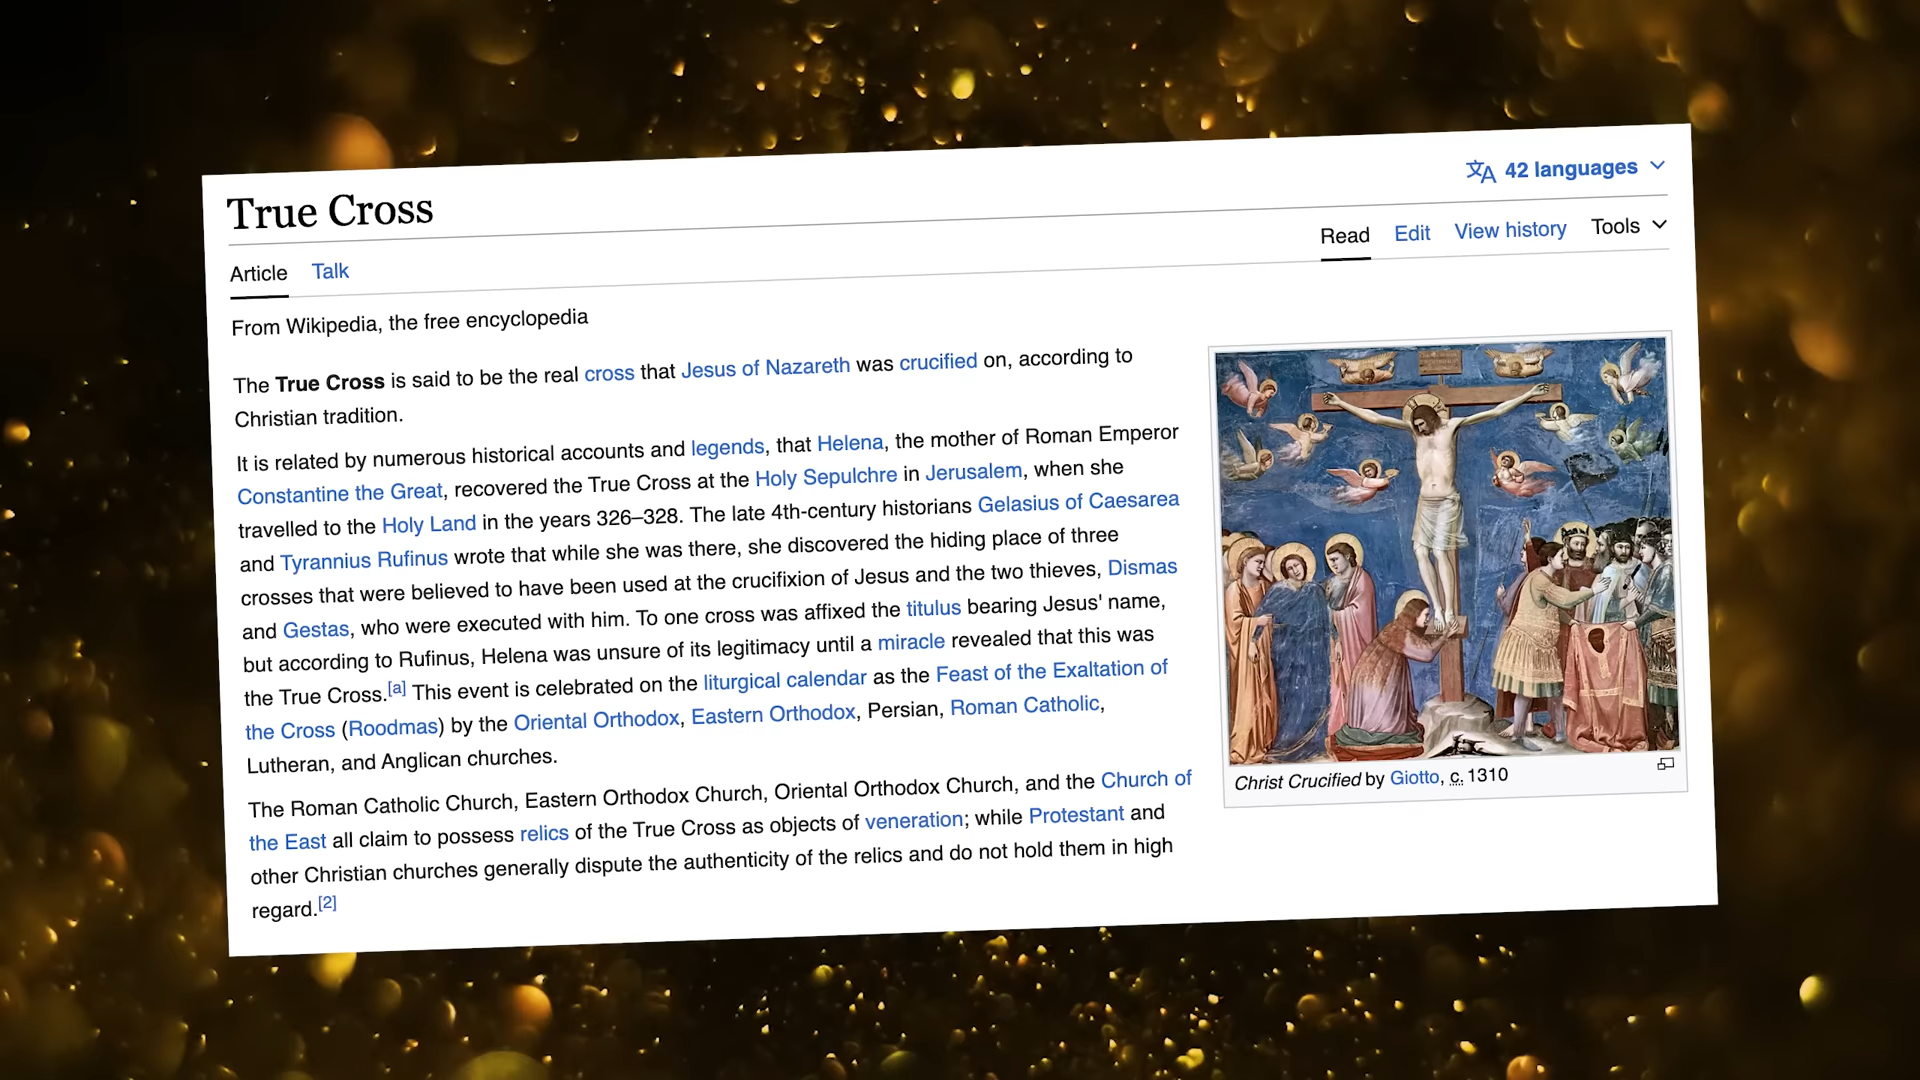 42 languages
True Cross
Read Edit View history Tools
Article Talk
From Wikipedia, the free encyclopedia
The True Cross is said to be the real cross that Jesus of Nazareth was crucified on, according to
Christian tradition.
It is related by numerous historical accounts and legends, that Helena, the mother of Roman Emperor
Constantine the Great, recovered the True Cross at the Holy Sepulchre in Jerusalem, when she
travelled to the Holy Land in the years 326–328. The late 4th-century historians Gelasius of Caesarea
and Tyrannius Rufinus wrote that while she was there, she discovered the hiding place of three
crosses that were believed to have been used at the crucifixion of Jesus and the two thieves, Dismas
and Gestas, who were executed with him. To one cross was affixed the titulus bearing Jesus' name,
but according to Rufinus, Helena was unsure of its legitimacy until a miracle revealed that this was
the True Cross.[a] This event is celebrated on the liturgical calendar as the Feast of the Exaltation of
the Cross (Roodmas) by the Oriental Orthodox, Eastern Orthodox, Persian, Roman Catholic,
Lutheran, and Anglican churches.
The Roman Catholic Church, Eastern Orthodox Church, Oriental Orthodox Church, and the Church of
the East all claim to possess relics of the True Cross as objects of veneration; while Protestant and
other Christian churches generally dispute the authenticity of the relics and do not hold them in high
regard.[2]
Christ Crucified by Giotto, c. 1310